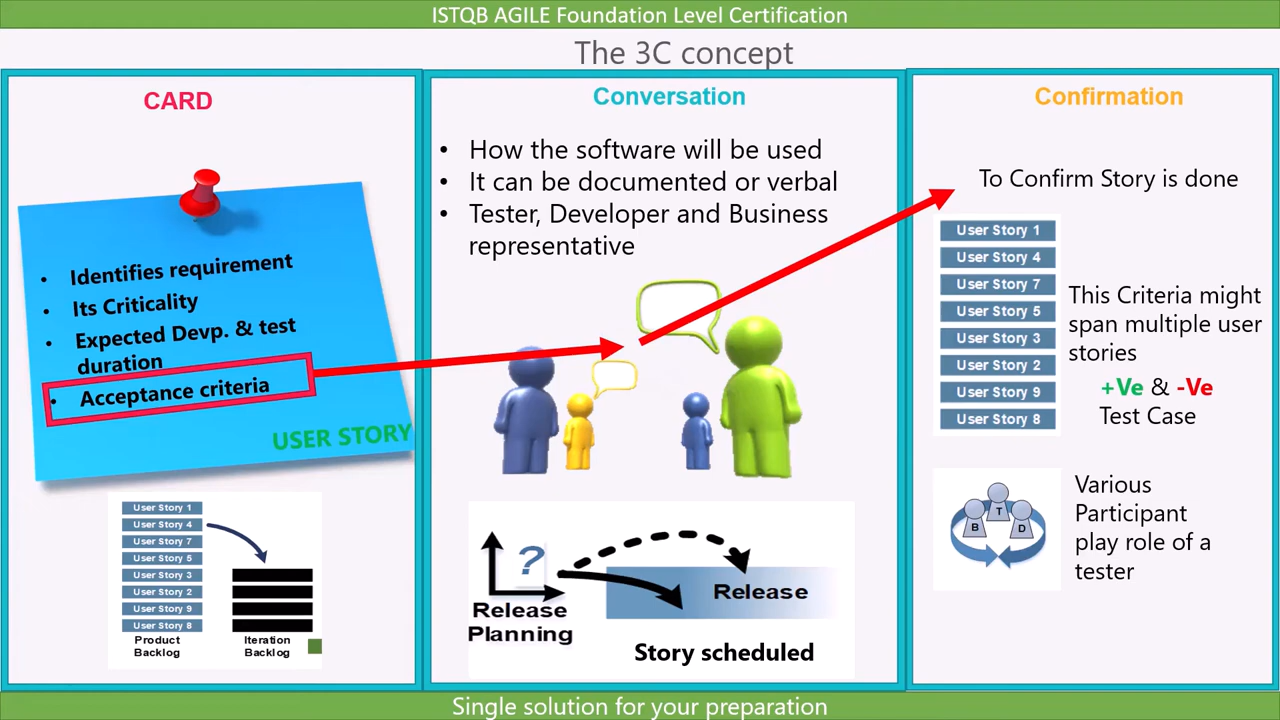 ISTQB AGILE Foundation Level Certification
The 3C concept
CARD
• Identifies requirement
• Its Criticality
• Expected Devp. & test
duration
• Acceptance criteria
USER STORY
User Story 1
User Story 4
User Story 7
User Story 5
User Story 3
User Story 2
User Story 9
User Story 8
Product
Backlog
Iteration
Backlog
Conversation
• How the software will be used
• It can be documented or verbal
• Tester, Developer and Business
representative
?
Release
Planning
Release
Story scheduled
Confirmation
To Confirm Story is done
User Story 1
User Story 4
User Story 7
User Story 5
User Story 3
User Story 2
User Story 9
User Story 8
This Criteria might
span multiple user
stories
+Ve & -Ve
Test Case
B T D
Various
Participant
play role of a
tester
Single solution for your preparation